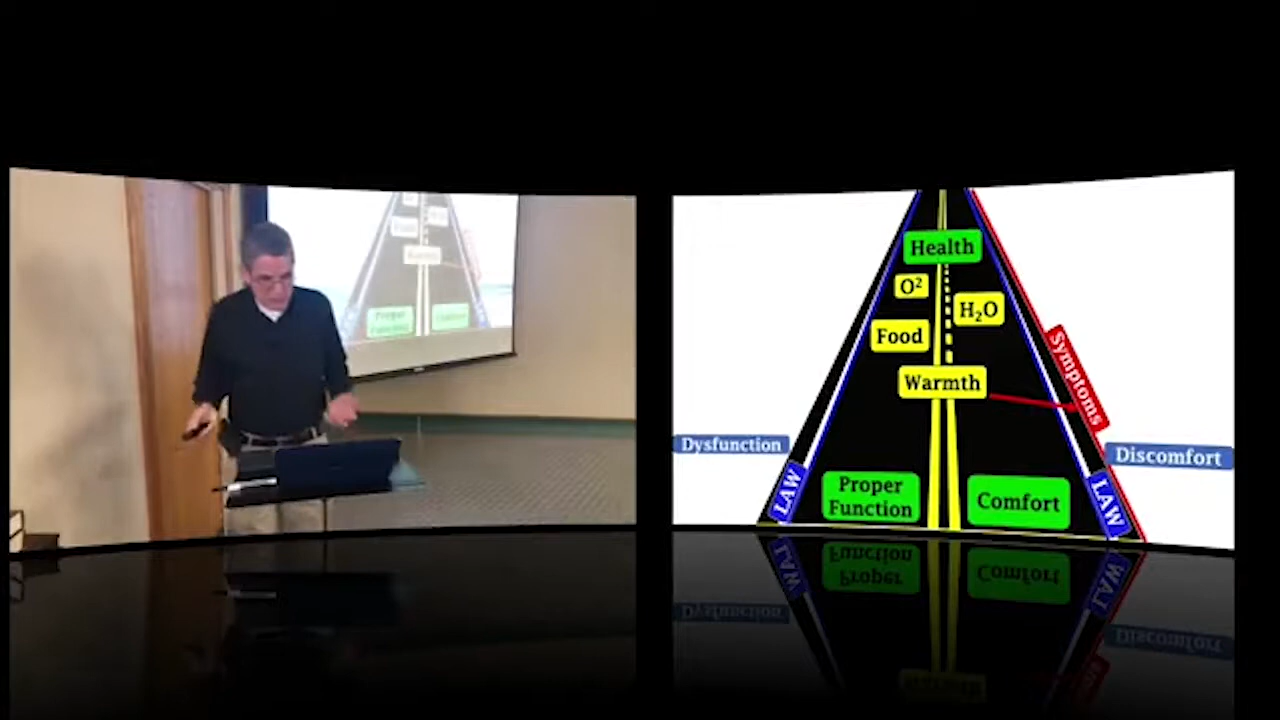 Health
O²
H₂O
Food
Warmth
Symptoms
Dysfunction
Discomfort
LAW
Proper
Function
Comfort
LAW